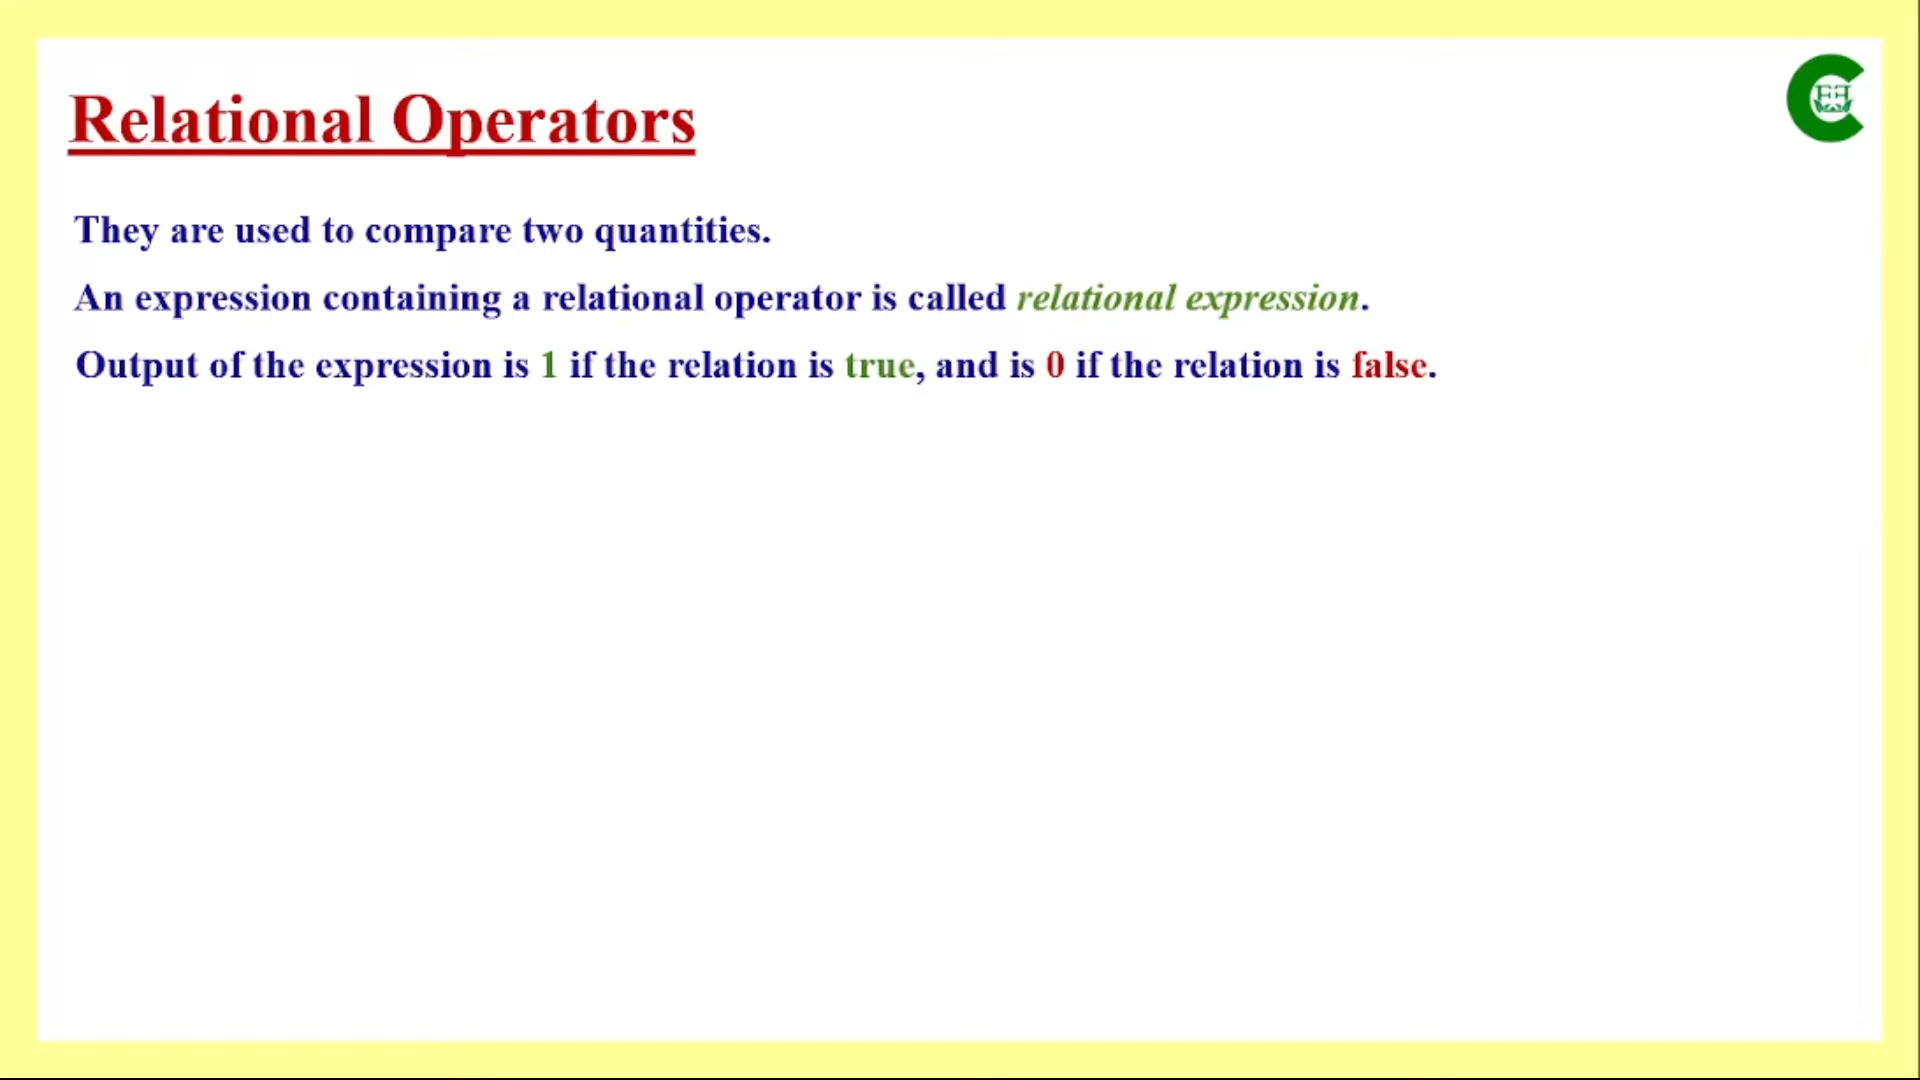 Relational Operators
They are used to compare two quantities.
An expression containing a relational operator is called relational expression.
Output of the expression is 1 if the relation is true, and is 0 if the relation is false.